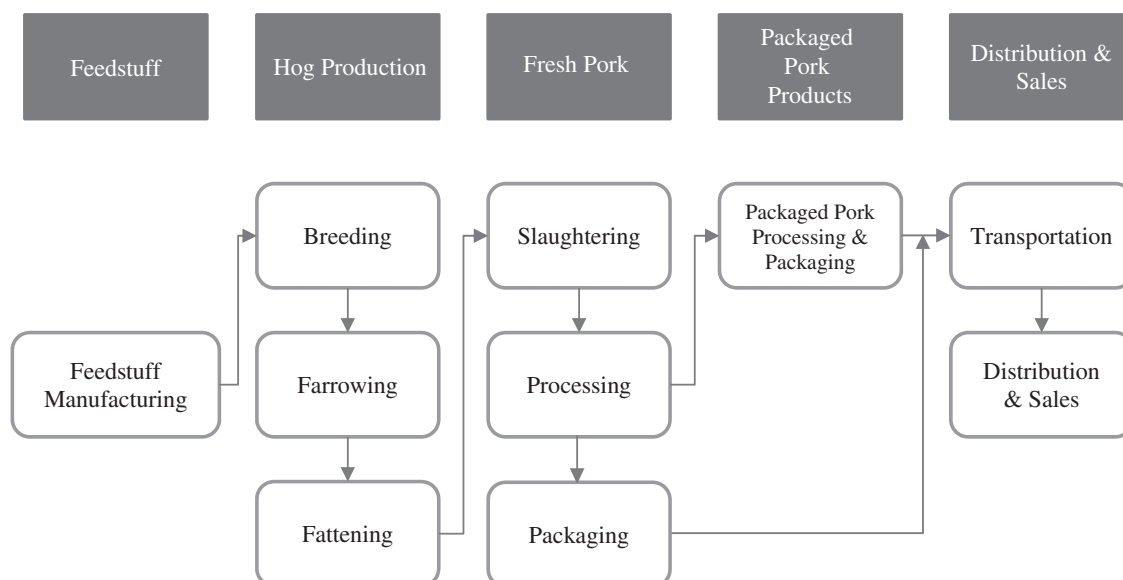 Feedstuff
Hog Production
Fresh Pork
Packaged
Pork
Products
Distribution &
Sales
Breeding
Slaughtering
Packaged Pork
Processing &
Packaging
Transportation
Feedstuff
Manufacturing
Farrowing
Processing
Distribution
& Sales
Fattening
Packaging